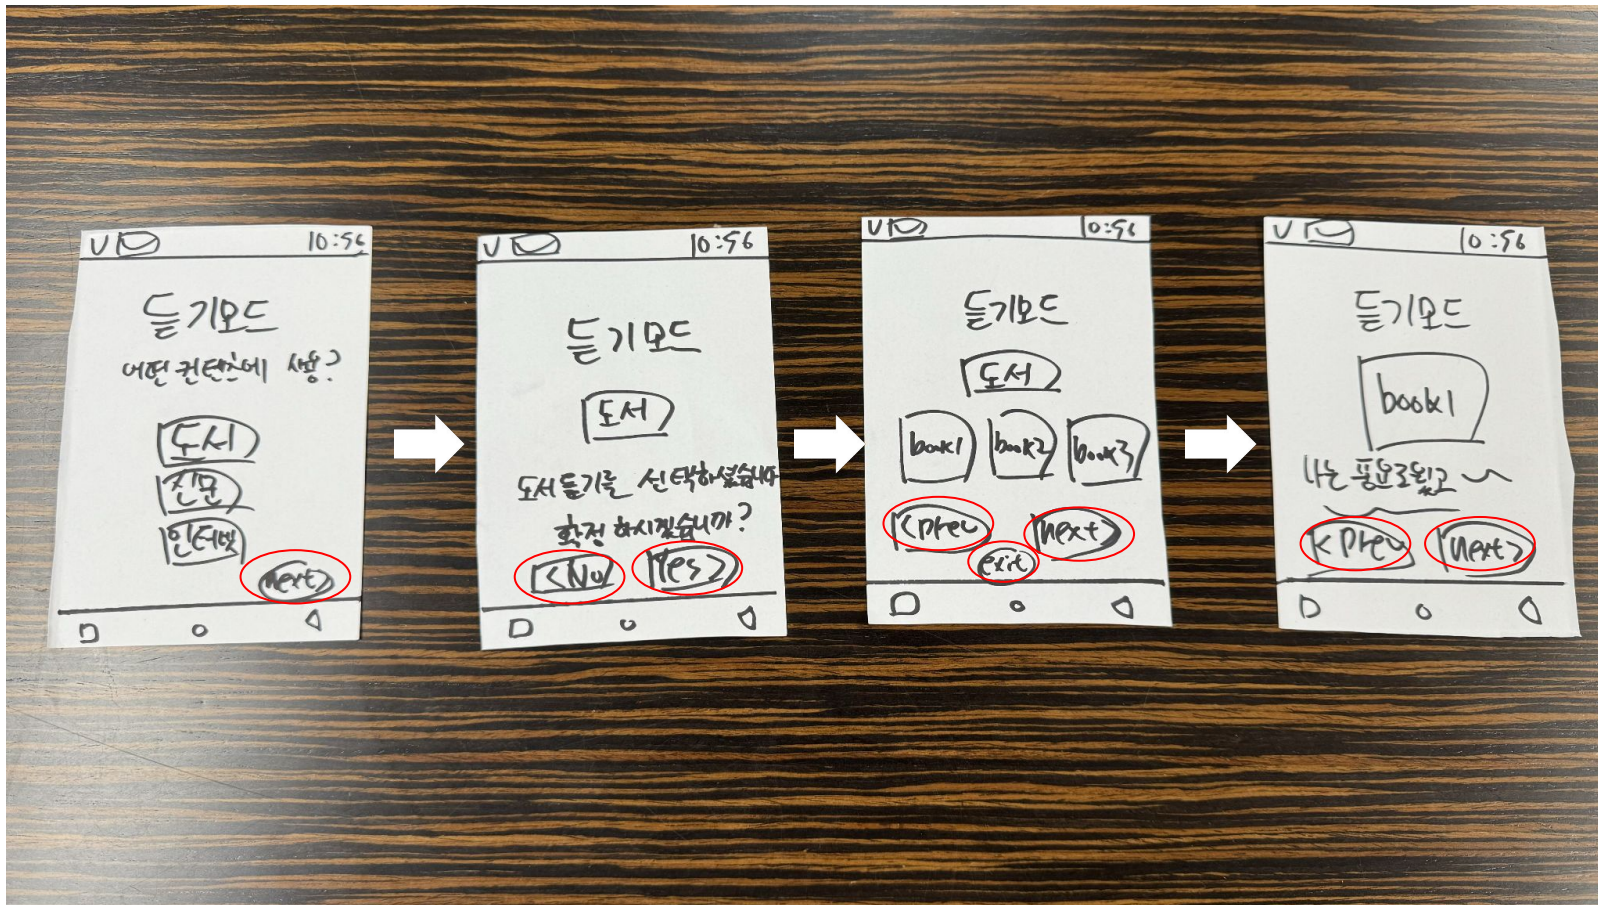 10:56
듣기모드
어떤 컨텐츠에 사용?
도서
신문
인터넷
next>
10:56
듣기모드
도서
도서 듣기를 선택하셨습니다
확정 하시겠습니까?
<No
Yes>
10:56
듣기모드
도서
book1
book2
book3
<prev
next>
exit
10:56
듣기모드
book1
나는 풍요로웠고~
<prev
next>